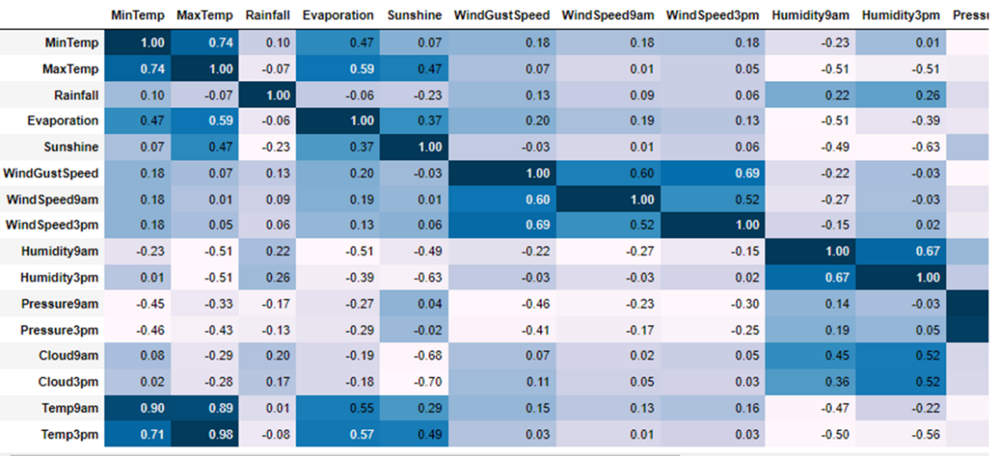 MinTemp MaxTemp Rainfall Evaporation Sunshine WindGustSpeed WindSpeed9am WindSpeed3pm Humidity9am Humidity3pm Press
MinTemp 1.00 0.74 0.10 0.47 0.07 0.18 0.18 0.18 -0.23 0.01
MaxTemp 0.74 1.00 -0.07 0.59 0.47 0.07 0.01 0.05 -0.51 -0.51
Rainfall 0.10 -0.07 1.00 -0.06 -0.23 0.13 0.09 0.06 0.22 0.26
Evaporation 0.47 0.59 -0.06 1.00 0.37 0.20 0.19 0.13 -0.51 -0.39
Sunshine 0.07 0.47 -0.23 0.37 1.00 -0.03 0.01 0.06 -0.49 -0.63
WindGustSpeed 0.18 0.07 0.13 0.20 -0.03 1.00 0.60 0.69 -0.22 -0.03
WindSpeed9am 0.18 0.01 0.09 0.19 0.01 0.60 1.00 0.52 -0.27 -0.03
WindSpeed3pm 0.18 0.05 0.06 0.13 0.06 0.69 0.52 1.00 -0.15 0.02
Humidity9am -0.23 -0.51 0.22 -0.51 -0.49 -0.22 -0.27 -0.15 1.00 0.67
Humidity3pm 0.01 -0.51 0.26 -0.39 -0.63 -0.03 -0.03 0.02 0.67 1.00
Pressure9am -0.45 -0.33 -0.17 -0.27 0.04 -0.46 -0.23 -0.30 0.14 -0.03
Pressure3pm -0.46 -0.43 -0.13 -0.29 -0.02 -0.41 -0.17 -0.25 0.19 0.05
Cloud9am 0.08 -0.29 0.20 -0.19 -0.68 0.07 0.02 0.05 0.45 0.52
Cloud3pm 0.02 -0.28 0.17 -0.18 -0.70 0.11 0.05 0.03 0.36 0.52
Temp9am 0.90 0.89 0.01 0.55 0.29 0.15 0.13 0.16 -0.47 -0.22
Temp3pm 0.71 0.98 -0.08 0.57 0.49 0.03 0.01 0.03 -0.50 -0.56